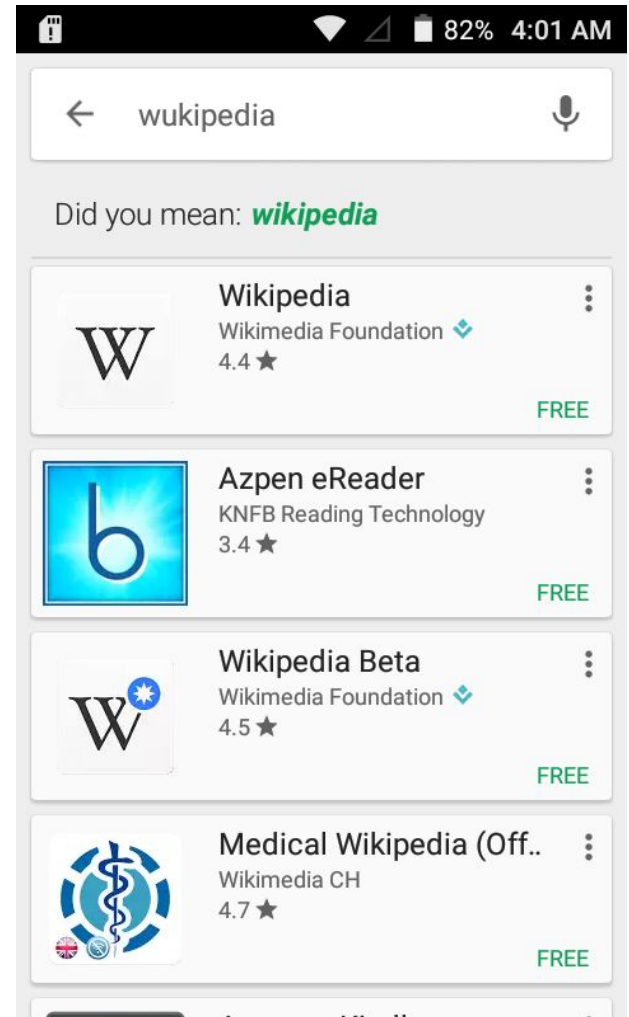 82% 4:01 AM
wukipedia
Did you mean: wikipedia
Wikipedia
Wikimedia Foundation
4.4
FREE
Azpen eReader
KNFB Reading Technology
3.4
FREE
Wikipedia Beta
Wikimedia Foundation
4.5
FREE
Medical Wikipedia (Off..
Wikimedia CH
4.7
FREE